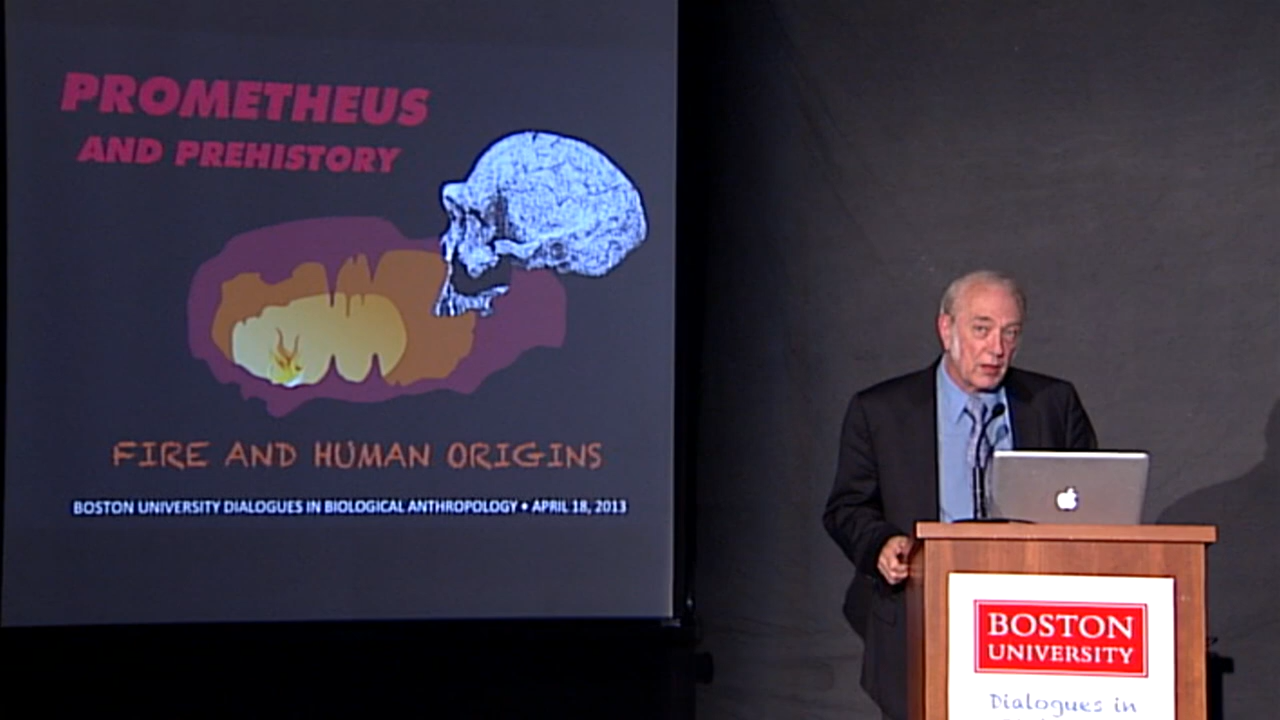 PROMETHEUS
AND PREHISTORY
FIRE AND HUMAN ORIGINS
BOSTON UNIVERSITY DIALOGUES IN BIOLOGICAL ANTHROPOLOGY • APRIL 18, 2013
BOSTON
UNIVERSITY
Dialogues in